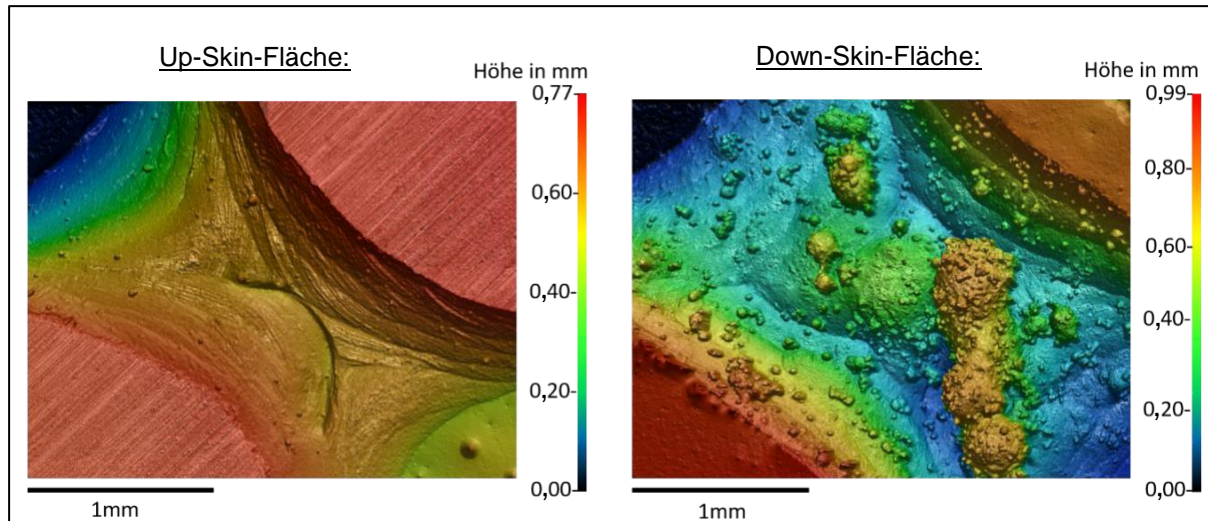 Up-Skin-Fläche:
Höhe in mm
0,77
0,60
0,40
0,20
0,00
1mm
Down-Skin-Fläche:
Höhe in mm
0,99
0,80
0,60
0,40
0,20
0,00
1mm